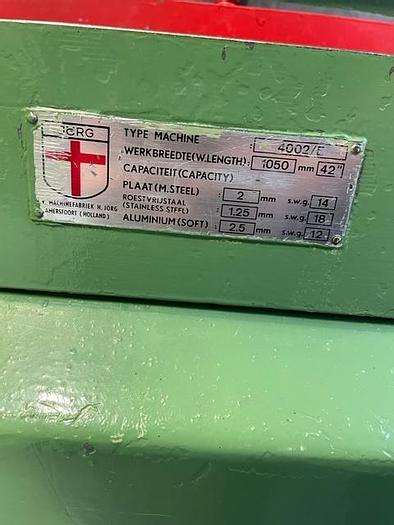 JORG
TYPE MACHINE : 4002/E
WERKBREEDTE(W.LENGTH): 1050 mm 42"
CAPACITEIT (CAPACITY)
PLAAT (M.STEEL) : 2 mm s.w.g. 14
ROESTVRIJSTAAL
(STAINLESS STEEL) : 1.25 mm s.w.g. 18
ALUMINIUM (SOFT) : 2.5 mm s.w.g. 12
MACHINEFABRIEK H. JORG
AMERSFOORT (HOLLAND)